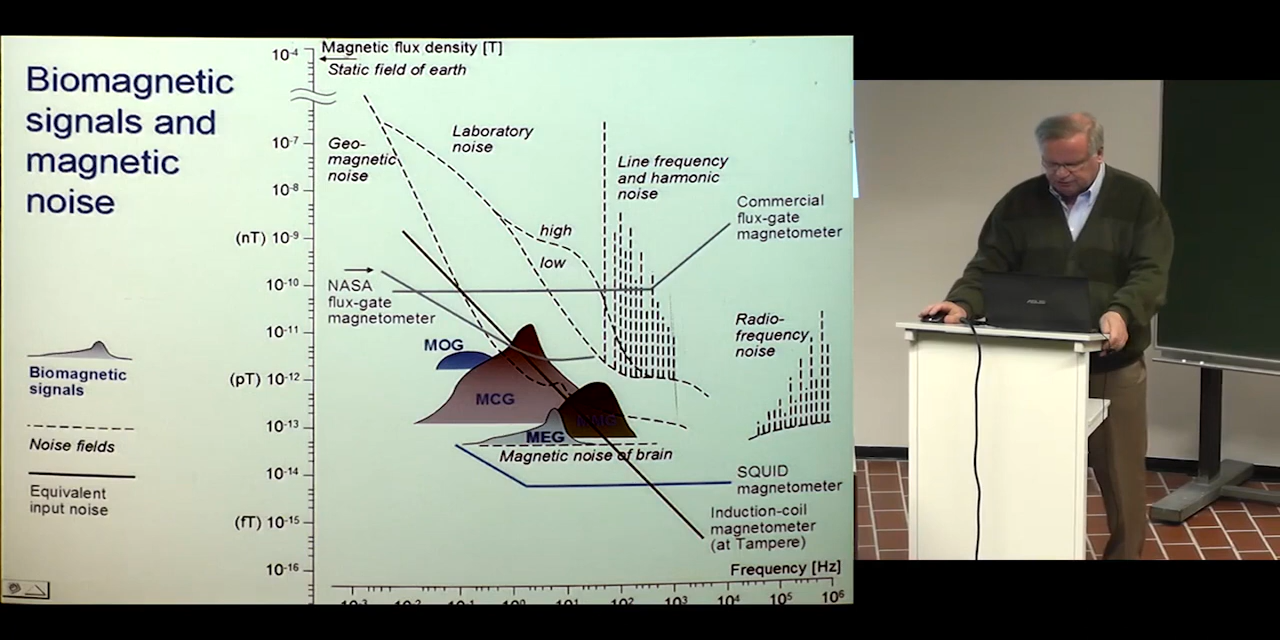 Biomagnetic
signals and
magnetic
noise
Magnetic flux density [T]
Static field of earth
10⁻⁴
10⁻⁷
10⁻⁸
(nT) 10⁻⁹
10⁻¹⁰
10⁻¹¹
(pT) 10⁻¹²
10⁻¹³
10⁻¹⁴
(fT) 10⁻¹⁵
10⁻¹⁶
Geo-
magnetic
noise
Laboratory
noise
Line frequency
and harmonic
noise
Commercial
flux-gate
magnetometer
high
low
NASA
flux-gate
magnetometer
Radio-
frequency
noise
MOG
MCG
MMG
MEG
Magnetic noise of brain
SQUID
magnetometer
Induction-coil
magnetometer
(at Tampere)
Biomagnetic
signals
Noise fields
Equivalent
input noise
Frequency [Hz]
10⁻³ 10⁻² 10⁻¹ 10⁰ 10¹ 10² 10³ 10⁴ 10⁵ 10⁶
ASUS